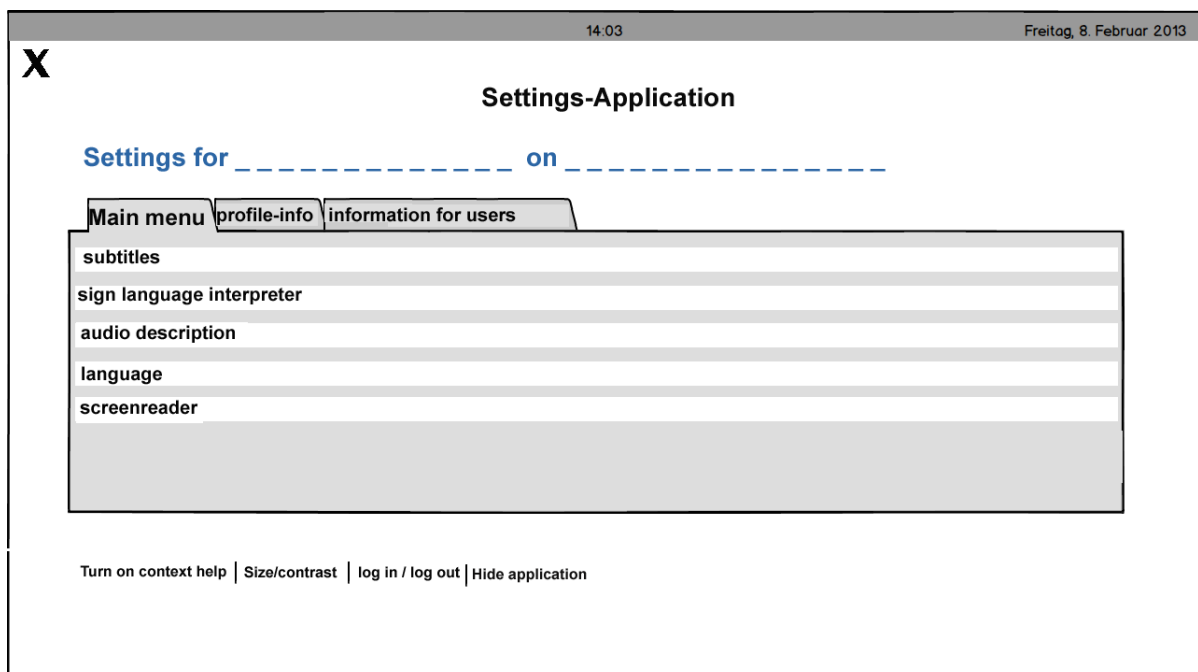 14:03 Freitag, 8. Februar 2013
X
Settings-Application
Settings for _ _ _ _ _ _ _ _ _ _ _ _ _ on _ _ _ _ _ _ _ _ _ _ _ _ _ _ _
Main menu profile-info information for users
subtitles
sign language interpreter
audio description
language
screenreader
Turn on context help | Size/contrast | log in / log out | Hide application